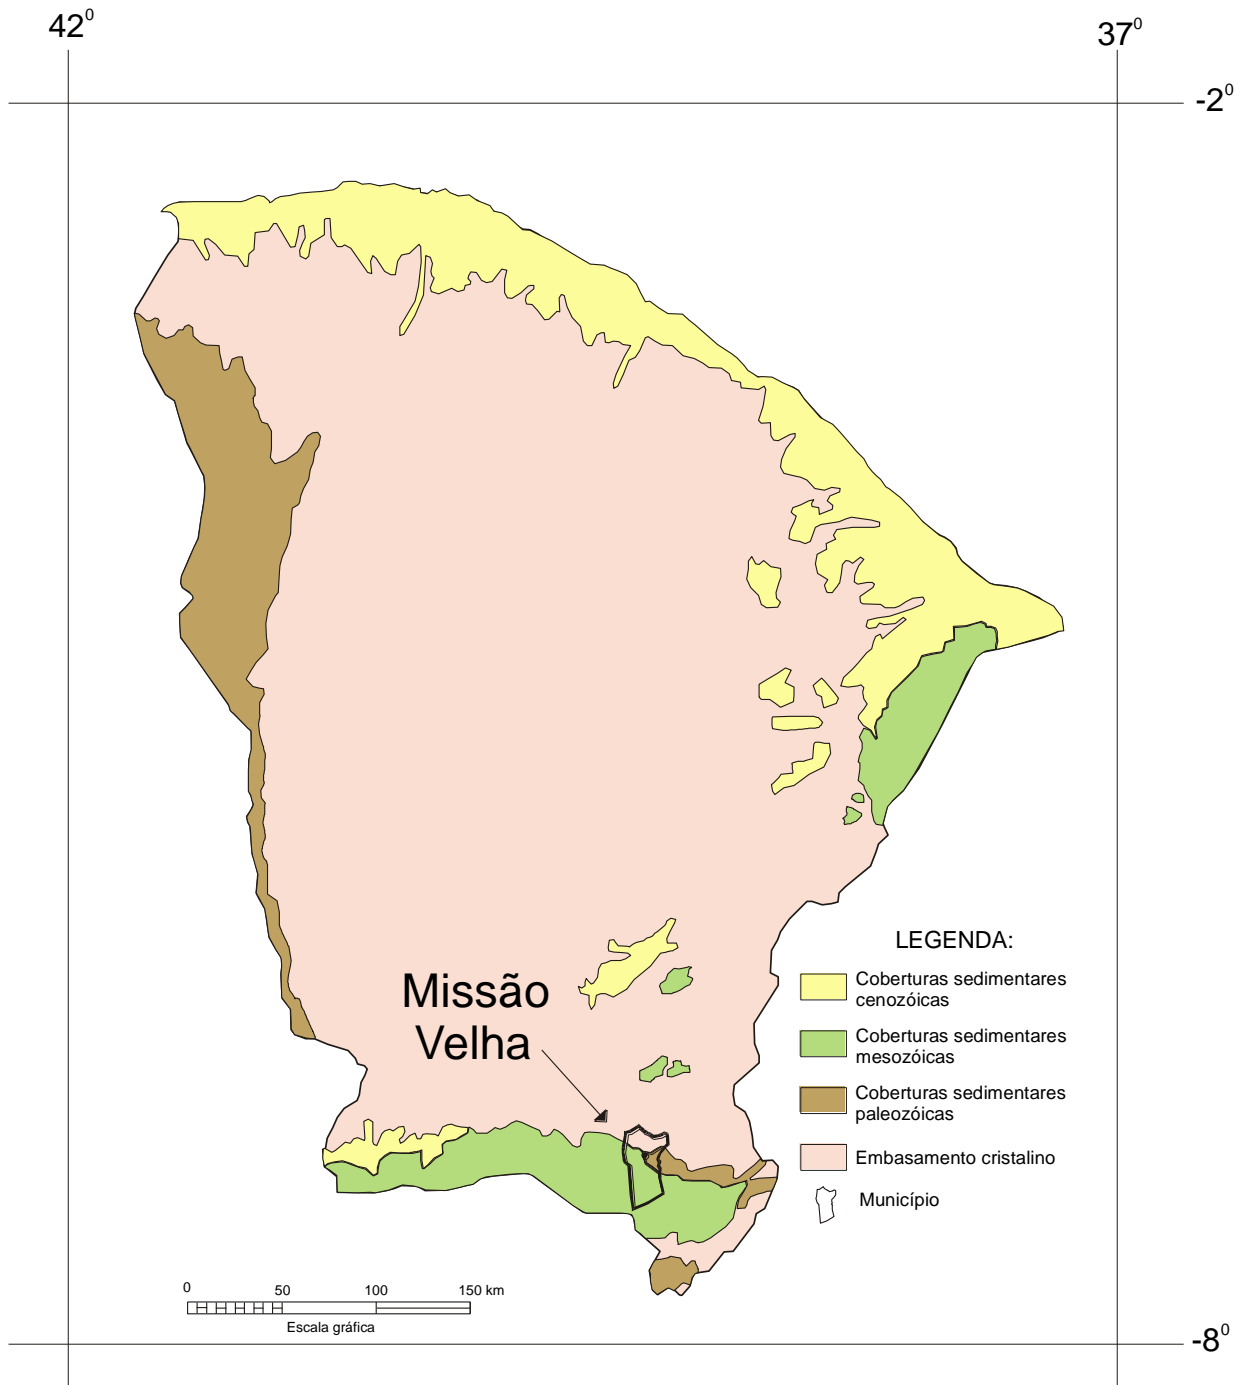 42⁰
37⁰
-2⁰
Missão
Velha
LEGENDA:
Coberturas sedimentares
cenozóicas
Coberturas sedimentares
mesozóicas
Coberturas sedimentares
paleozóicas
Embasamento cristalino
Município
0 50 100 150 km
Escala gráfica
-8⁰